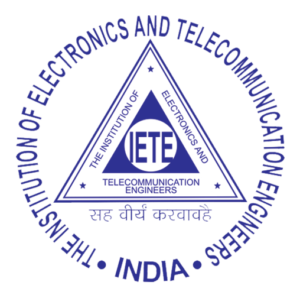 THE INSTITUTION OF ELECTRONICS AND TELECOMMUNICATION ENGINEERS
• INDIA •
THE INSTITUTION OF
ELECTRONICS AND
IETE
TELECOMMUNICATION
ENGINEERS
सह वीर्यं करवावहै